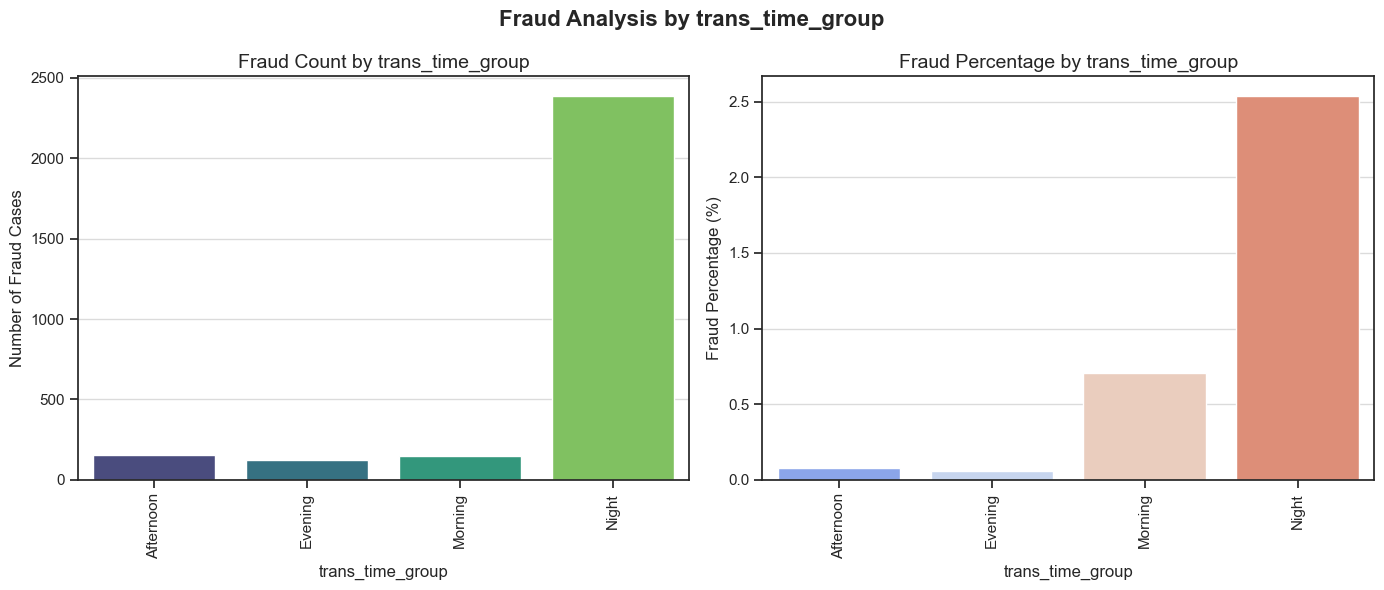 Fraud Analysis by trans_time_group
Fraud Count by trans_time_group
Number of Fraud Cases
2500
2000
1500
1000
500
0
Afternoon
Evening
Morning
Night
trans_time_group
Fraud Percentage by trans_time_group
Fraud Percentage (%)
2.5
2.0
1.5
1.0
0.5
0.0
Afternoon
Evening
Morning
Night
trans_time_group